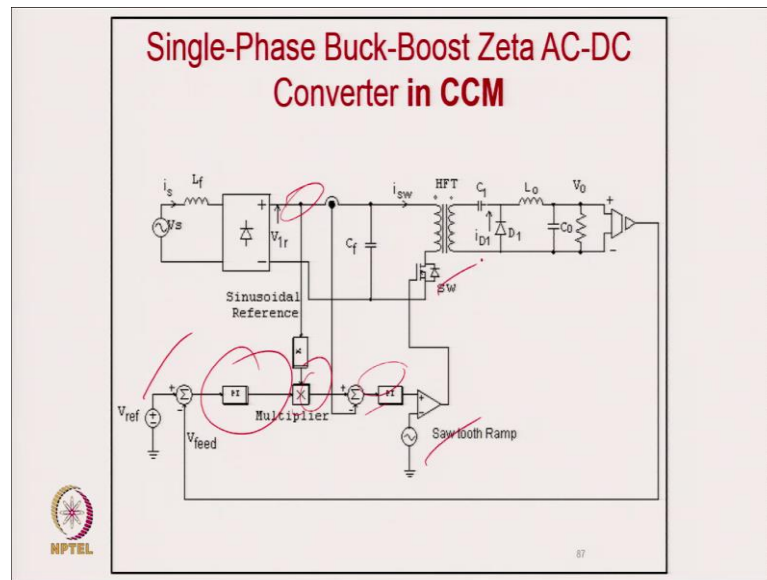 Single-Phase Buck-Boost Zeta AC-DC
Converter in CCM
is
Lf
Vs
+
−
V1r
isw
HFT
C1
Lo
Vo
Cf
iD1
D1
Co
+
−
SW
Sinusoidal
Reference
K
Vref
+
−
Σ
PI
X
Multiplier
+
−
Σ
PI
+
−
Saw tooth Ramp
Vfeed
NPTEL
87